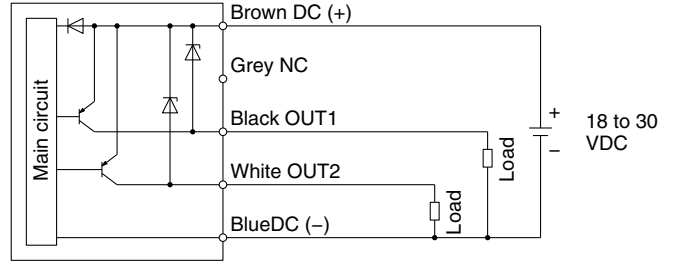 Brown DC (+)
Grey NC
Black OUT1
White OUT2
BlueDC (−)
Main circuit
Load
Load
+
−
18 to 30
VDC